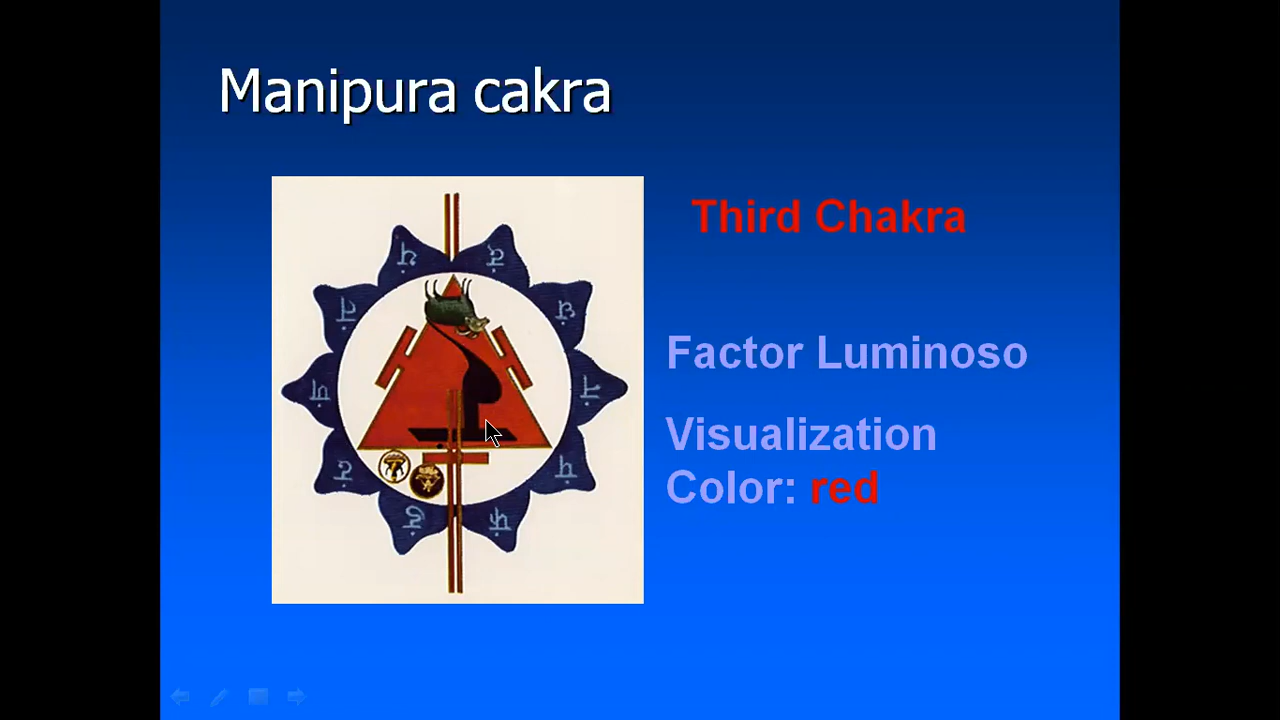 Manipura cakra
Third Chakra
Factor Luminoso
Visualization
Color: red